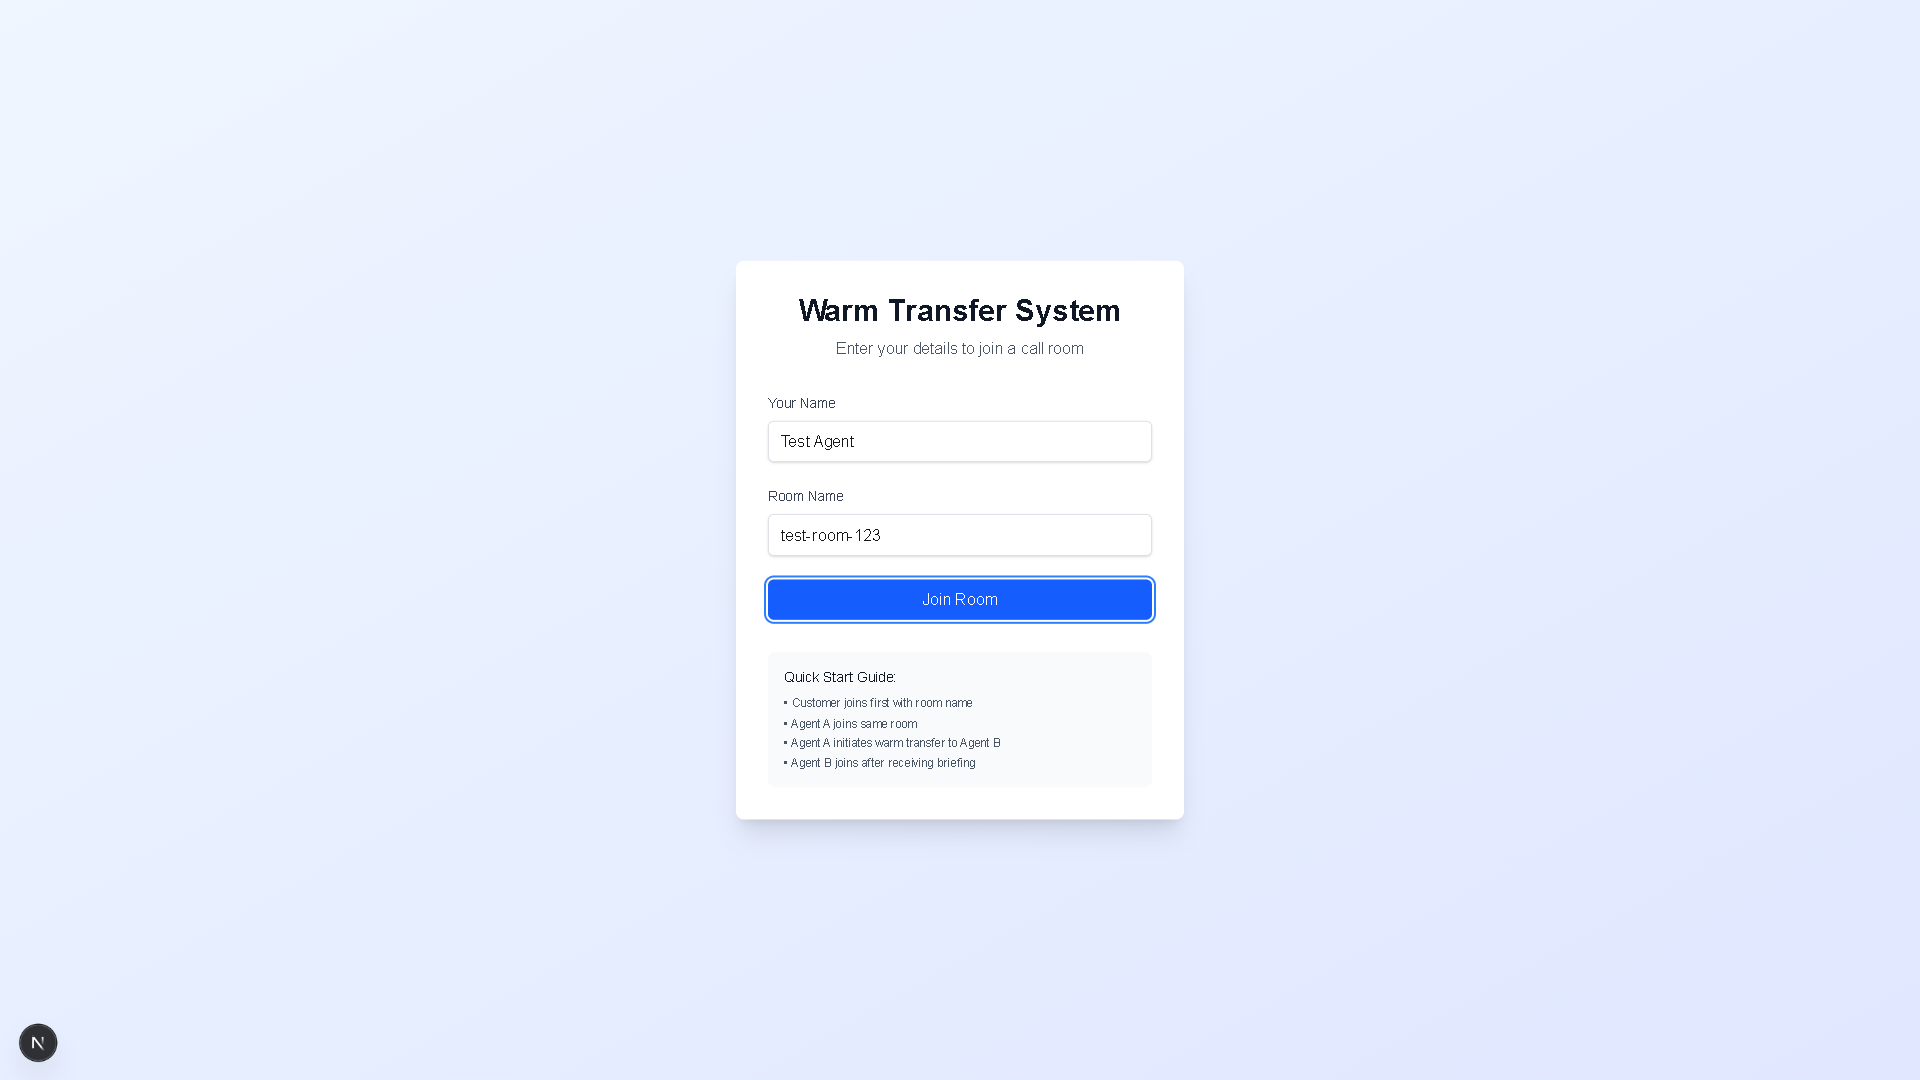 Warm Transfer System
Enter your details to join a call room
Your Name
Test Agent
Room Name
test-room-123
Join Room
Quick Start Guide:
• Customer joins first with room name
• Agent A joins same room
• Agent A initiates warm transfer to Agent B
• Agent B joins after receiving briefing
N